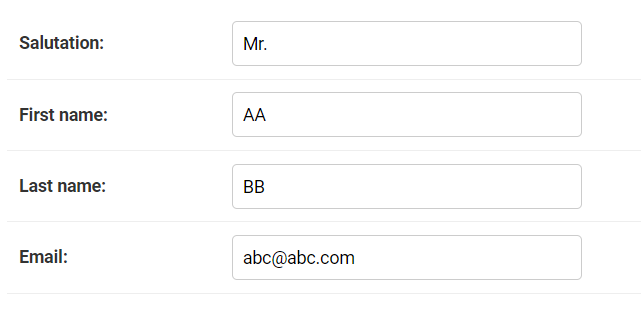 Salutation: Mr.
First name: AA
Last name: BB
Email: abc@abc.com